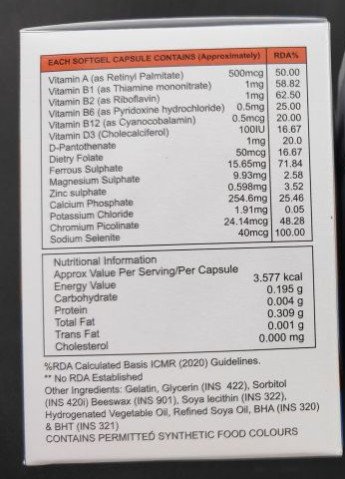 EACH SOFTGEL CAPSULE CONTAINS (Approximately) RDA%
Vitamin A (as Retinyl Palmitate) 500mcg 50.00
Vitamin B1 (as Thiamine mononitrate) 1mg 58.82
Vitamin B2 (as Riboflavin) 1mg 62.50
Vitamin B6 (as Pyridoxine hydrochloride) 0.5mg 25.00
Vitamin B12 (as Cyanocobalamin) 0.5mcg 20.00
Vitamin D3 (Cholecalciferol) 100IU 16.67
D-Pantothenate 1mg 20.0
Dietry Folate 50mcg 16.67
Ferrous Sulphate 15.65mg 71.84
Magnesium Sulphate 9.93mg 2.58
Zinc sulphate 0.598mg 3.52
Calcium Phosphate 254.6mg 25.46
Potassium Chloride 1.91mg 0.05
Chromium Picolinate 24.14mcg 48.28
Sodium Selenite 40mcg 100.00
Nutritional Information
Approx Value Per Serving/Per Capsule
Energy Value 3.577 kcal
Carbohydrate 0.195 g
Protein 0.004 g
Total Fat 0.309 g
Trans Fat 0.001 g
Cholesterol 0.000 mg
%RDA Calculated Basis ICMR (2020) Guidelines.
** No RDA Established
Other Ingredients: Gelatin, Glycerin (INS 422), Sorbitol
(INS 420i) Beeswax (INS 901), Soya lecithin (INS 322),
Hydrogenated Vegetable Oil, Refined Soya Oil, BHA (INS 320)
& BHT (INS 321)
CONTAINS PERMITTED SYNTHETIC FOOD COLOURS